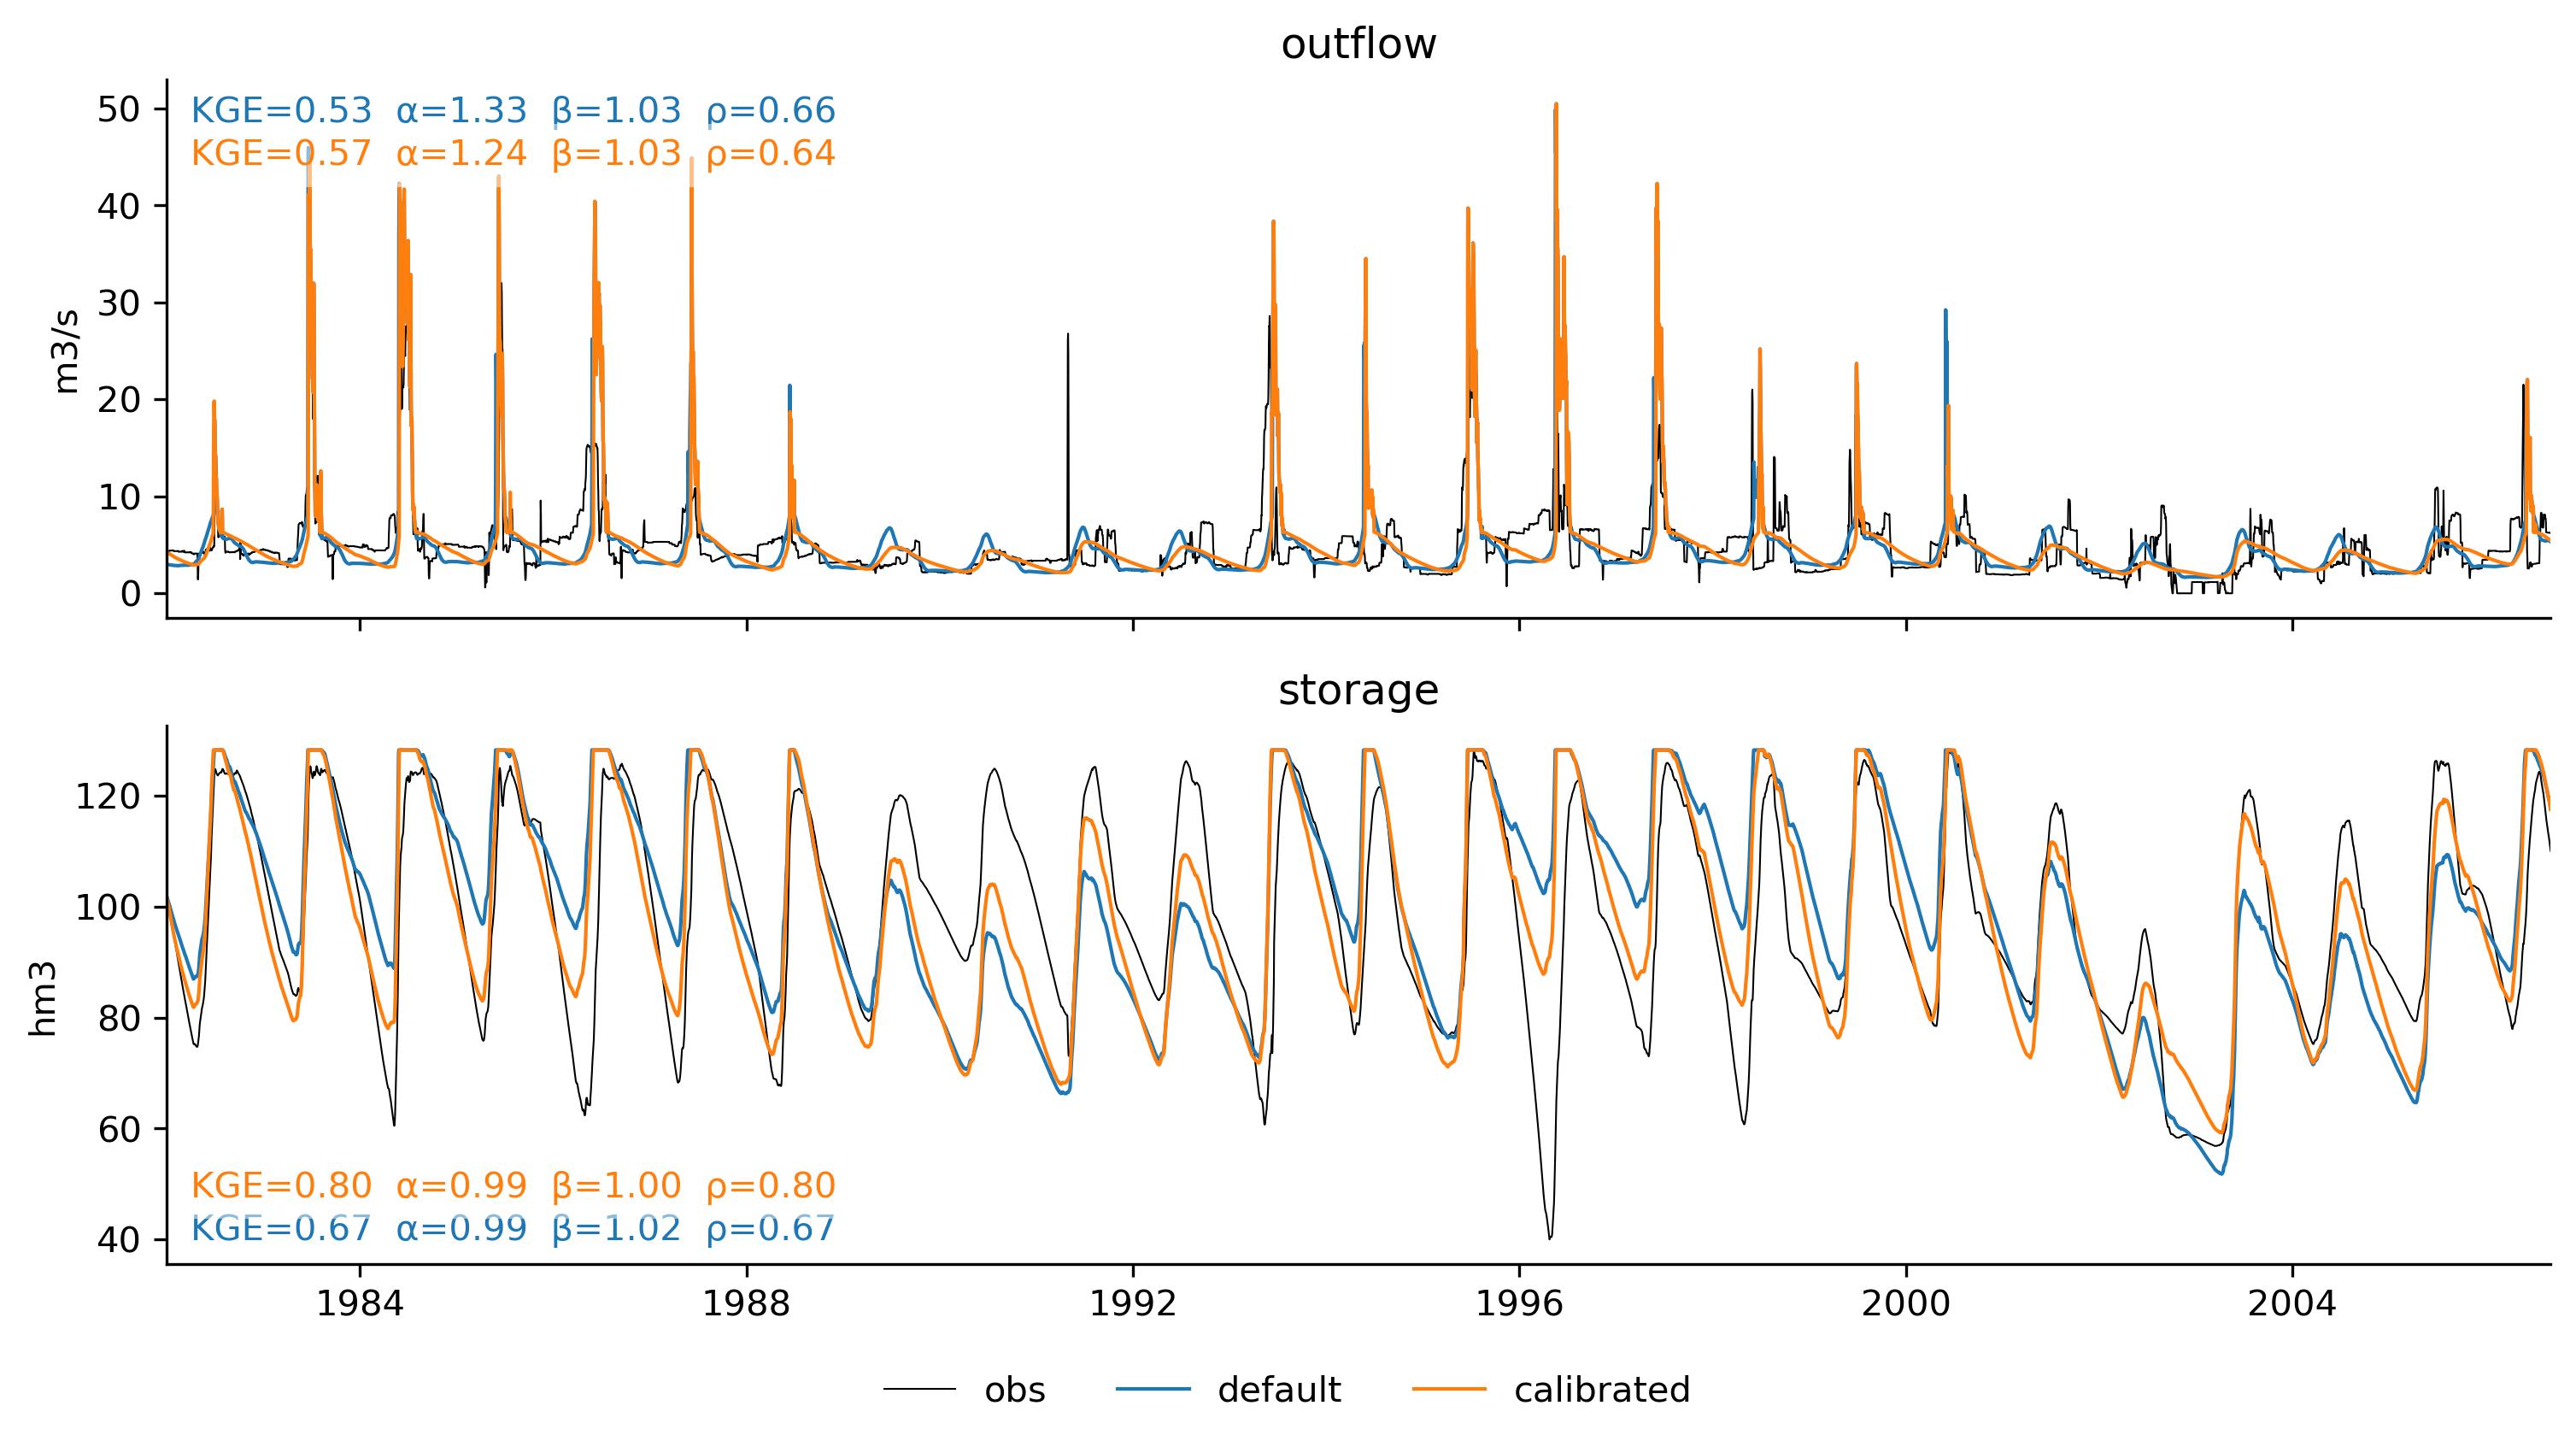 outflow
KGE=0.53 α=1.33 β=1.03 ρ=0.66
KGE=0.57 α=1.24 β=1.03 ρ=0.64
50
40
30
20
10
0
m3/s
storage
120
100
80
60
40
hm3
KGE=0.80 α=0.99 β=1.00 ρ=0.80
KGE=0.67 α=0.99 β=1.02 ρ=0.67
1984 1988 1992 1996 2000 2004
obs default calibrated